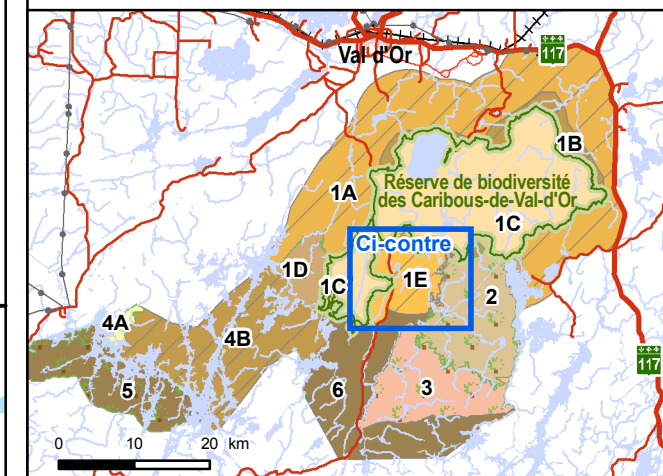 117
Val d'Or
1B
1A
Réserve de biodiversité
des Caribous-de-Val-d'Or
1C
Ci-contre
1D
1C
1E
2
4A
4B
117
5
6
3
0 10 20 km